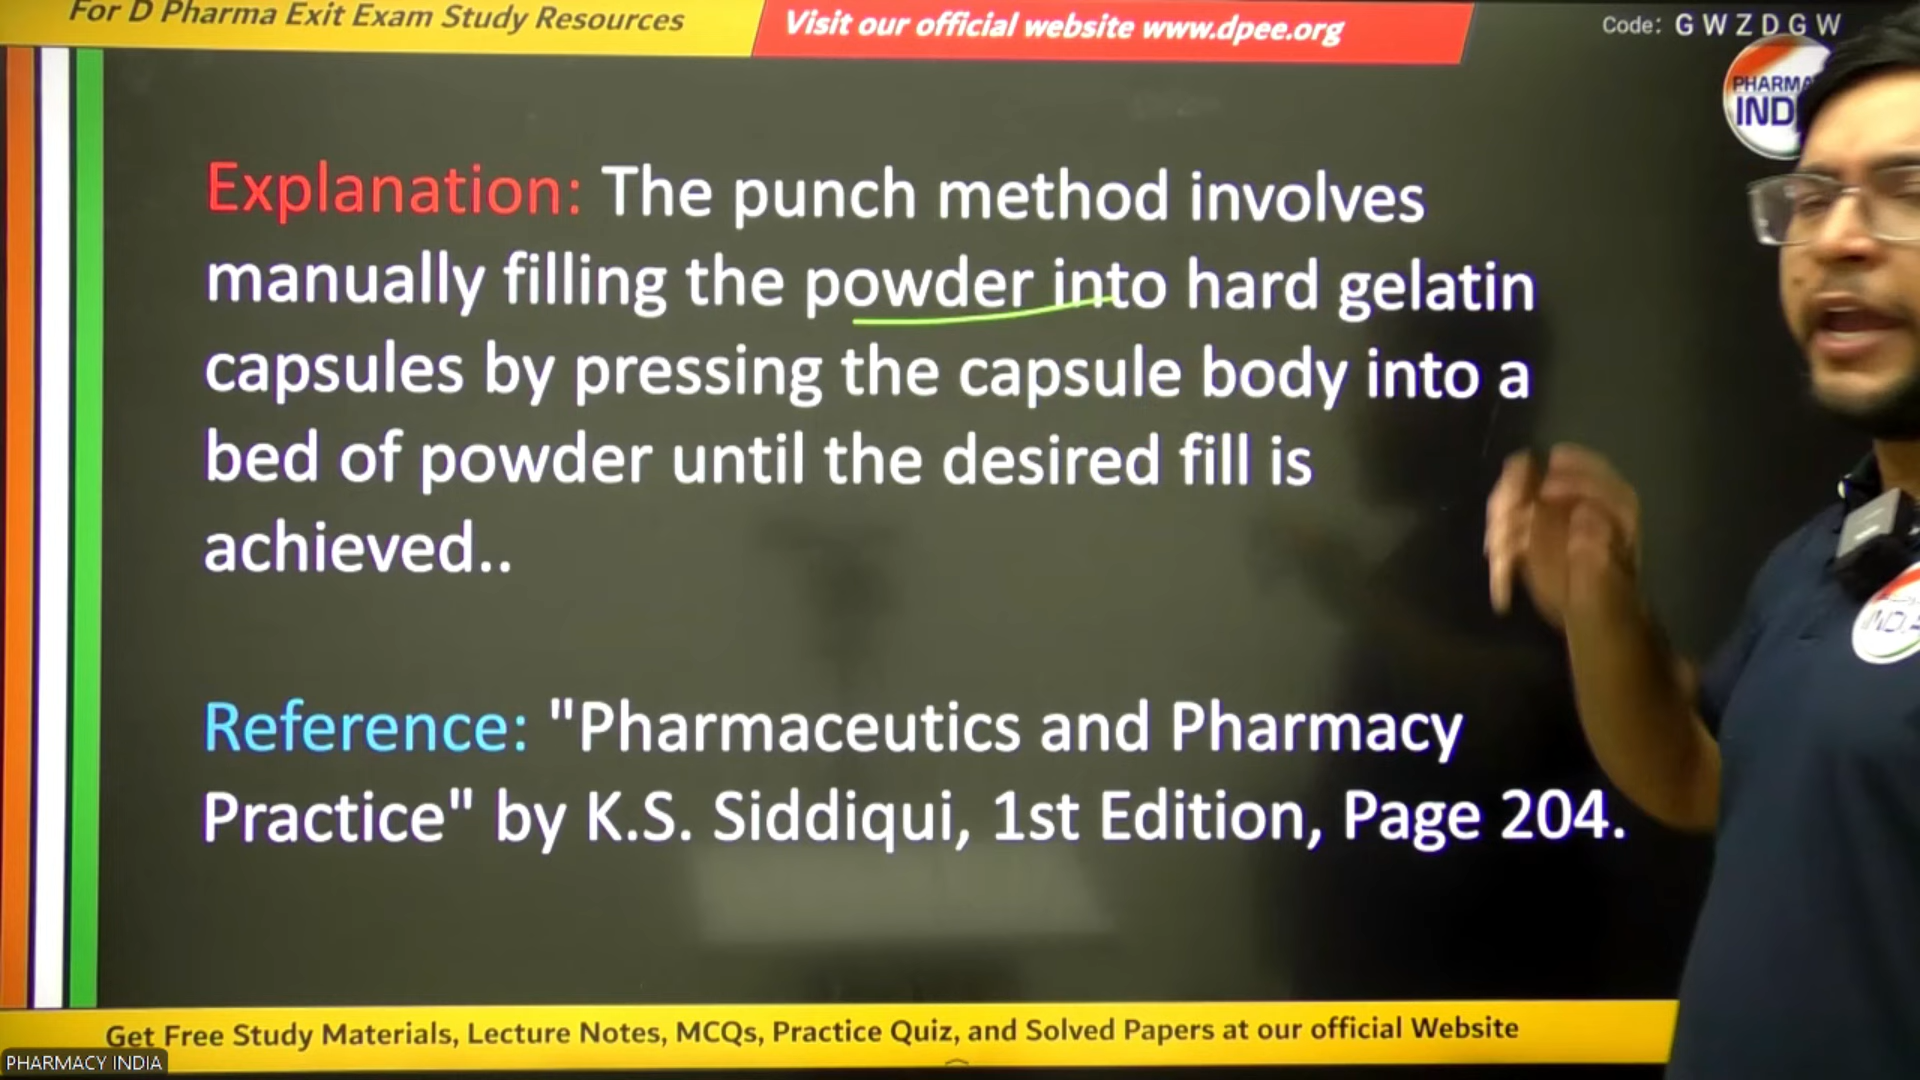 For D Pharma Exit Exam Study Resources
Visit our official website www.dpee.org
Code: G W Z D G W
PHARMA
IND
Explanation: The punch method involves
manually filling the powder into hard gelatin
capsules by pressing the capsule body into a
bed of powder until the desired fill is
achieved..
Reference: "Pharmaceutics and Pharmacy
Practice" by K.S. Siddiqui, 1st Edition, Page 204.
Get Free Study Materials, Lecture Notes, MCQs, Practice Quiz, and Solved Papers at our official Website
PHARMACY INDIA